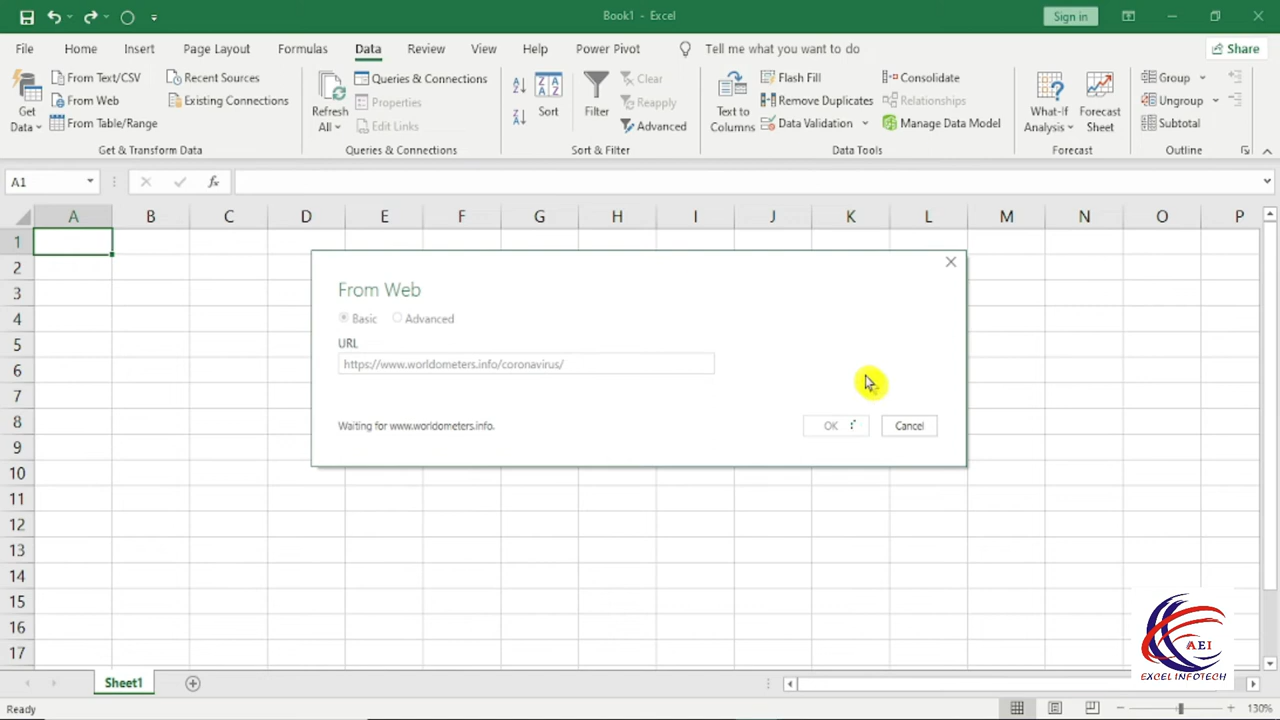 Book1 - Excel
Sign in
File Home Insert Page Layout Formulas Data Review View Help Power Pivot Tell me what you want to do Share
Get Data
From Text/CSV
From Web
From Table/Range
Recent Sources
Existing Connections
Get & Transform Data
Refresh All
Queries & Connections
Properties
Edit Links
Queries & Connections
Sort
Filter
Clear
Reapply
Advanced
Sort & Filter
Text to Columns
Flash Fill
Remove Duplicates
Data Validation
Consolidate
Relationships
Manage Data Model
Data Tools
What-If Analysis
Forecast Sheet
Forecast
Group
Ungroup
Subtotal
Outline
A1
fx
A B C D E F G H I J K L M N O P
1
2
3
4
5
6
7
8
9
10
11
12
13
14
15
16
17
From Web
Basic Advanced
URL
https://www.worldometers.info/coronavirus/
Waiting for www.worldometers.info.
OK Cancel
AEI
EXCEL INFOTECH
Sheet1
Ready
130%